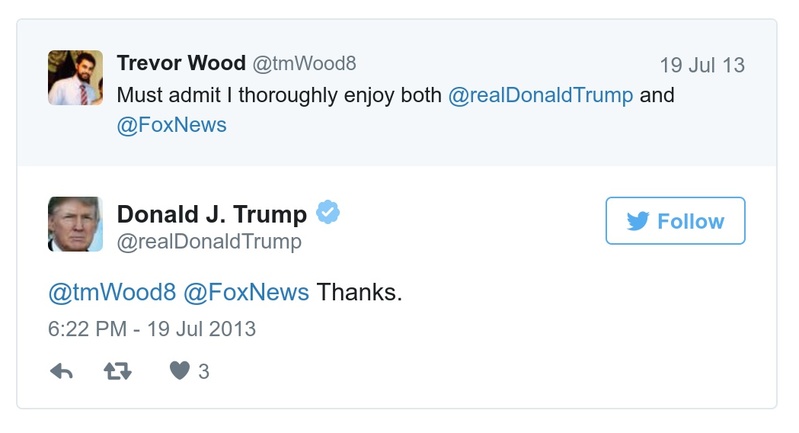 Trevor Wood @tmWood8 19 Jul 13
Must admit I thoroughly enjoy both @realDonaldTrump and
@FoxNews
Donald J. Trump
@realDonaldTrump
Follow
@tmWood8 @FoxNews Thanks.
6:22 PM - 19 Jul 2013
3